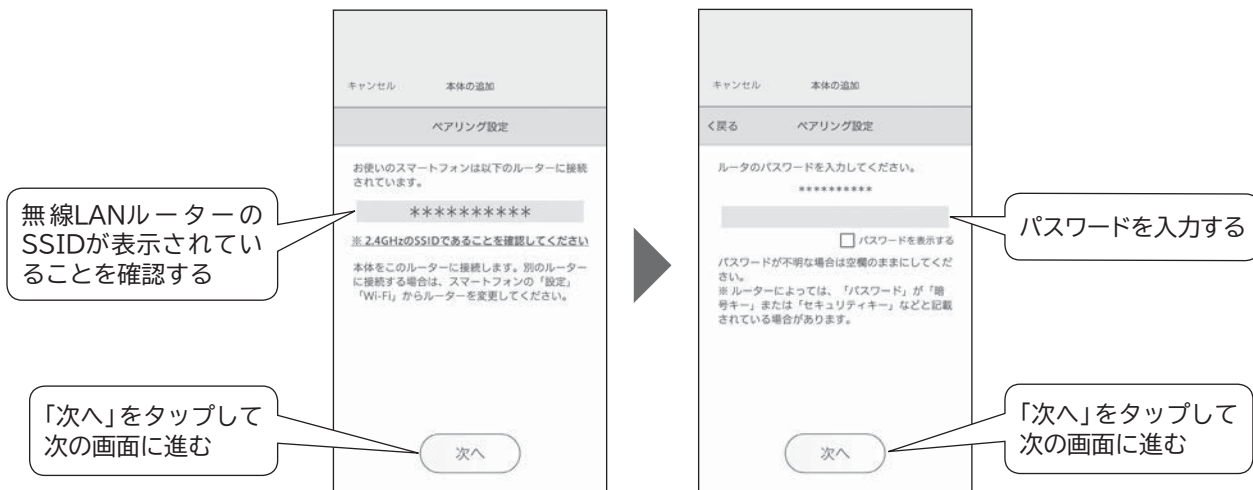 キャンセル 本体の追加
ペアリング設定
お使いのスマートフォンは以下のルーターに接続
されています。
**********
※ 2.4GHzのSSIDであることを確認してください
本体をこのルーターに接続します。別のルーター
に接続する場合は、スマートフォンの「設定」
「Wi-Fi」からルーターを変更してください。
次へ
無線LANルーターの
SSIDが表示されてい
ることを確認する
「次へ」をタップして
次の画面に進む
キャンセル 本体の追加
く戻る ペアリング設定
ルータのパスワードを入力してください。
**********
パスワードを表示する
パスワードが不明な場合は空欄のままにしてくだ
さい。
※ ルーターによっては、「パスワード」が「暗
号キー」または「セキュリティキー」などと記載
されている場合があります。
次へ
パスワードを入力する
「次へ」をタップして
次の画面に進む